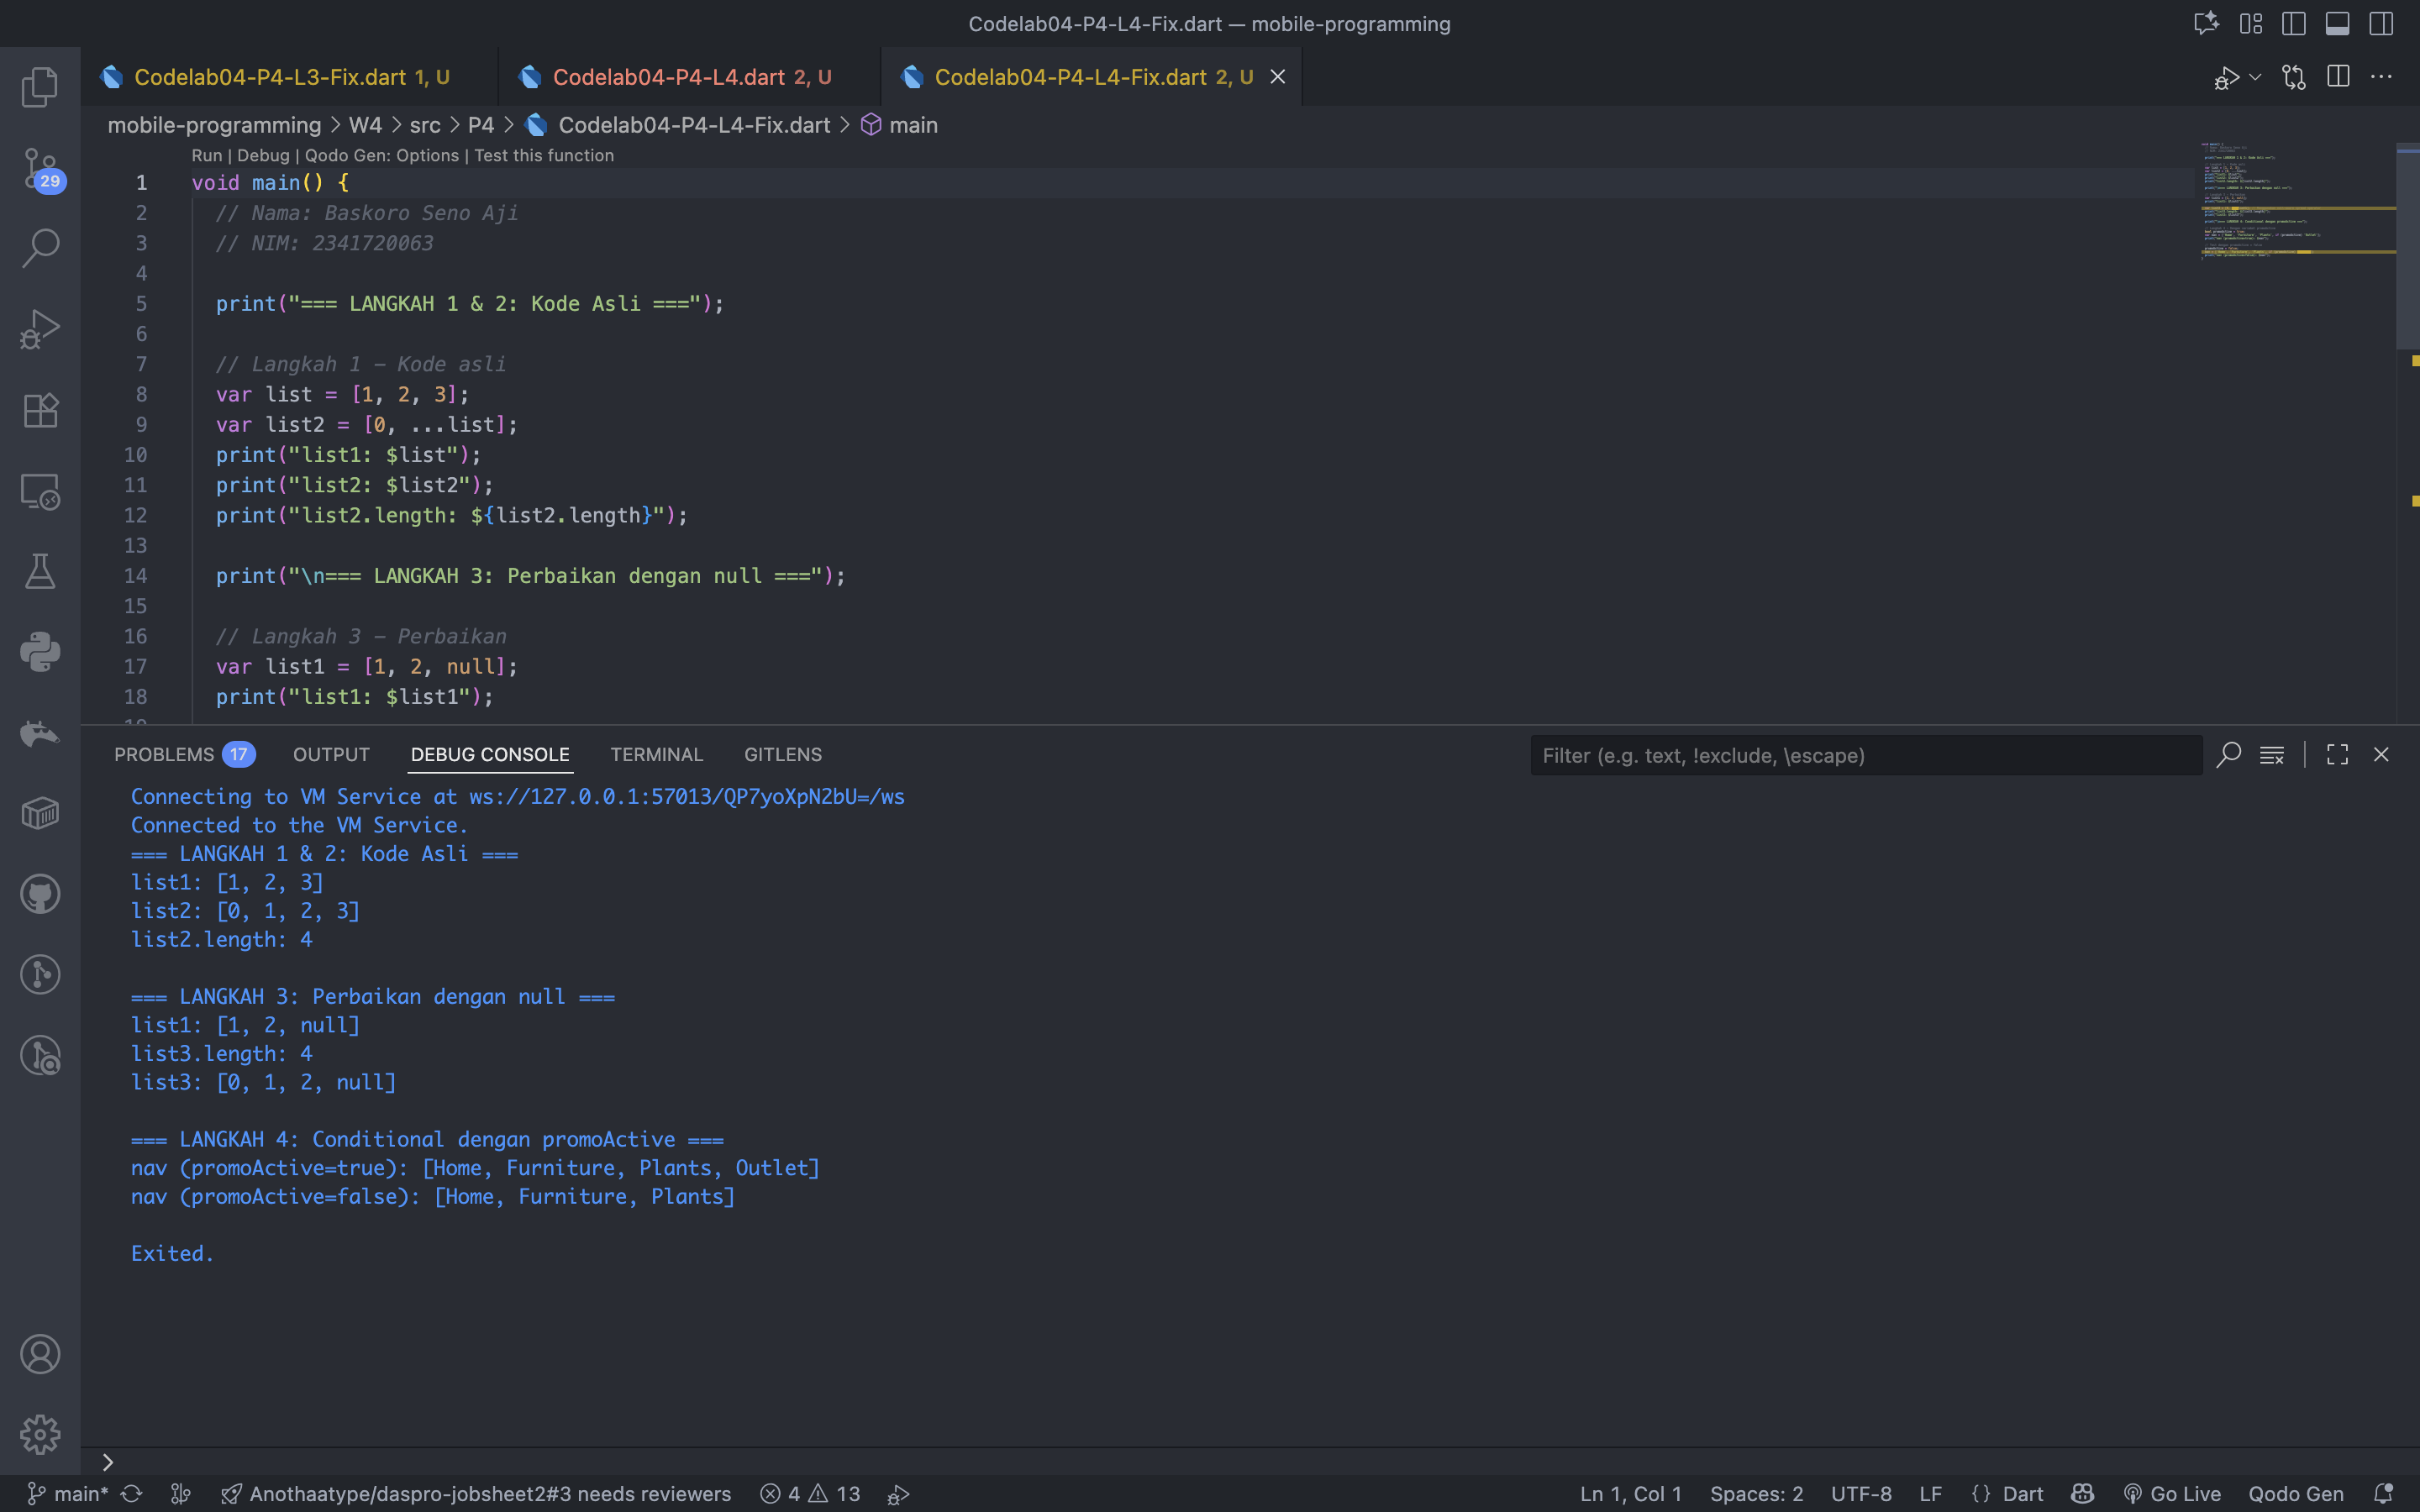 Codelab04-P4-L4-Fix.dart — mobile-programming
Codelab04-P4-L3-Fix.dart 1, U
Codelab04-P4-L4.dart 2, U
Codelab04-P4-L4-Fix.dart 2, U
mobile-programming > W4 > src > P4 > Codelab04-P4-L4-Fix.dart > main
Run | Debug | Qodo Gen: Options | Test this function
29
1 void main() {
2 // Nama: Baskoro Seno Aji
3 // NIM: 2341720063
4
5 print("=== LANGKAH 1 & 2: Kode Asli ===");
6
7 // Langkah 1 – Kode asli
8 var list = [1, 2, 3];
9 var list2 = [0, ...list];
10 print("list1: $list");
11 print("list2: $list2");
12 print("list2.length: ${list2.length}");
13
14 print("\n=== LANGKAH 3: Perbaikan dengan null ===");
15
16 // Langkah 3 – Perbaikan
17 var list1 = [1, 2, null];
18 print("list1: $list1");
PROBLEMS 17 OUTPUT DEBUG CONSOLE TERMINAL GITLENS
Filter (e.g. text, !exclude, \escape)
Connecting to VM Service at ws://127.0.0.1:57013/QP7yoXpN2bU=/ws
Connected to the VM Service.
=== LANGKAH 1 & 2: Kode Asli ===
list1: [1, 2, 3]
list2: [0, 1, 2, 3]
list2.length: 4
=== LANGKAH 3: Perbaikan dengan null ===
list1: [1, 2, null]
list3.length: 4
list3: [0, 1, 2, null]
=== LANGKAH 4: Conditional dengan promoActive ===
nav (promoActive=true): [Home, Furniture, Plants, Outlet]
nav (promoActive=false): [Home, Furniture, Plants]
Exited.
main* Anothaatype/daspro-jobsheet2#3 needs reviewers 4 13
Ln 1, Col 1 Spaces: 2 UTF-8 LF {} Dart Go Live Qodo Gen